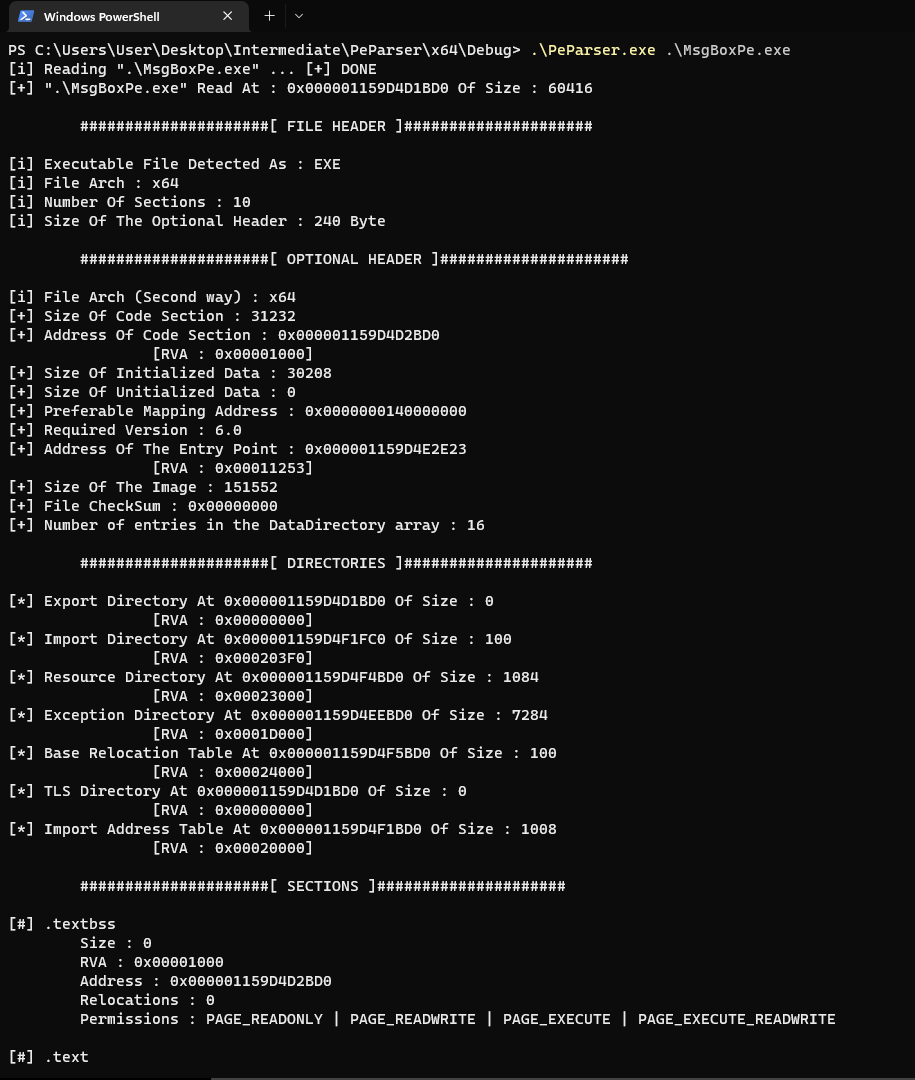 Windows PowerShell
PS C:\Users\User\Desktop\Intermediate\PeParser\x64\Debug> .\PeParser.exe .\MsgBoxPe.exe
[i] Reading ".\MsgBoxPe.exe" ... [+] DONE
[+] ".\MsgBoxPe.exe" Read At : 0x000001159D4D1BD0 Of Size : 60416
#####################[ FILE HEADER ]#####################
[i] Executable File Detected As : EXE
[i] File Arch : x64
[i] Number Of Sections : 10
[i] Size Of The Optional Header : 240 Byte
#####################[ OPTIONAL HEADER ]#####################
[i] File Arch (Second way) : x64
[+] Size Of Code Section : 31232
[+] Address Of Code Section : 0x000001159D4D2BD0
[RVA : 0x00001000]
[+] Size Of Initialized Data : 30208
[+] Size Of Unitialized Data : 0
[+] Preferable Mapping Address : 0x0000000140000000
[+] Required Version : 6.0
[+] Address Of The Entry Point : 0x000001159D4E2E23
[RVA : 0x00011253]
[+] Size Of The Image : 151552
[+] File CheckSum : 0x00000000
[+] Number of entries in the DataDirectory array : 16
#####################[ DIRECTORIES ]#####################
[*] Export Directory At 0x000001159D4D1BD0 Of Size : 0
[RVA : 0x00000000]
[*] Import Directory At 0x000001159D4F1FC0 Of Size : 100
[RVA : 0x000203F0]
[*] Resource Directory At 0x000001159D4F4BD0 Of Size : 1084
[RVA : 0x00023000]
[*] Exception Directory At 0x000001159D4EEBD0 Of Size : 7284
[RVA : 0x0001D000]
[*] Base Relocation Table At 0x000001159D4F5BD0 Of Size : 100
[RVA : 0x00024000]
[*] TLS Directory At 0x000001159D4D1BD0 Of Size : 0
[RVA : 0x00000000]
[*] Import Address Table At 0x000001159D4F1BD0 Of Size : 1008
[RVA : 0x00020000]
#####################[ SECTIONS ]#####################
[#] .textbss
Size : 0
RVA : 0x00001000
Address : 0x000001159D4D2BD0
Relocations : 0
Permissions : PAGE_READONLY | PAGE_READWRITE | PAGE_EXECUTE | PAGE_EXECUTE_READWRITE
[#] .text